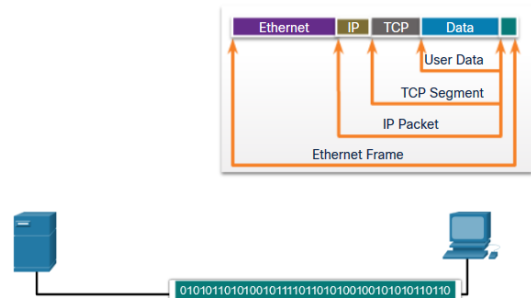 Ethernet IP TCP Data
User Data
TCP Segment
IP Packet
Ethernet Frame
0101011010100101111011010100100101010110110